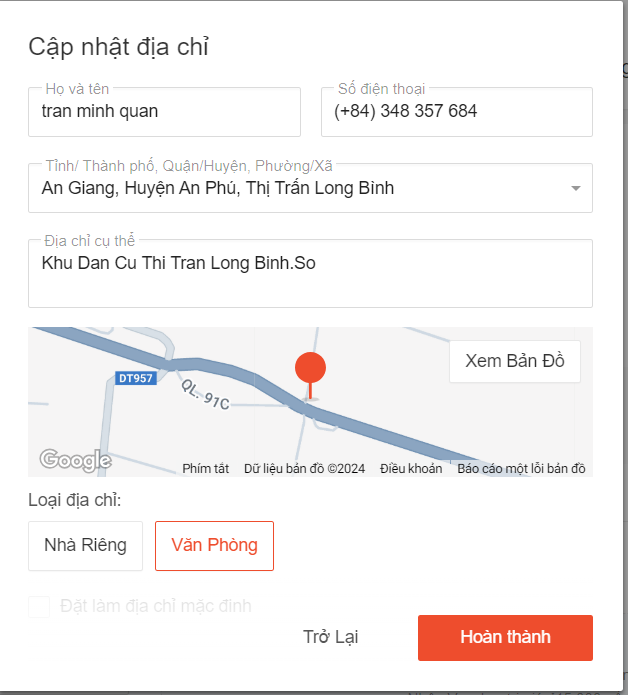 Cập nhật địa chỉ
Họ và tên
tran minh quan
Số điện thoại
(+84) 348 357 684
Tỉnh/ Thành phố, Quận/Huyện, Phường/Xã
An Giang, Huyện An Phú, Thị Trấn Long Bình
Địa chỉ cụ thể
Khu Dan Cu Thi Tran Long Binh.So
Xem Bản Đồ
DT957
QL. 91C
Google
Phím tắt
Dữ liệu bản đồ ©2024
Điều khoản
Báo cáo một lỗi bản đồ
Loại địa chỉ:
Nhà Riêng
Văn Phòng
Đặt làm địa chỉ mặc đinh
Trở Lại
Hoàn thành